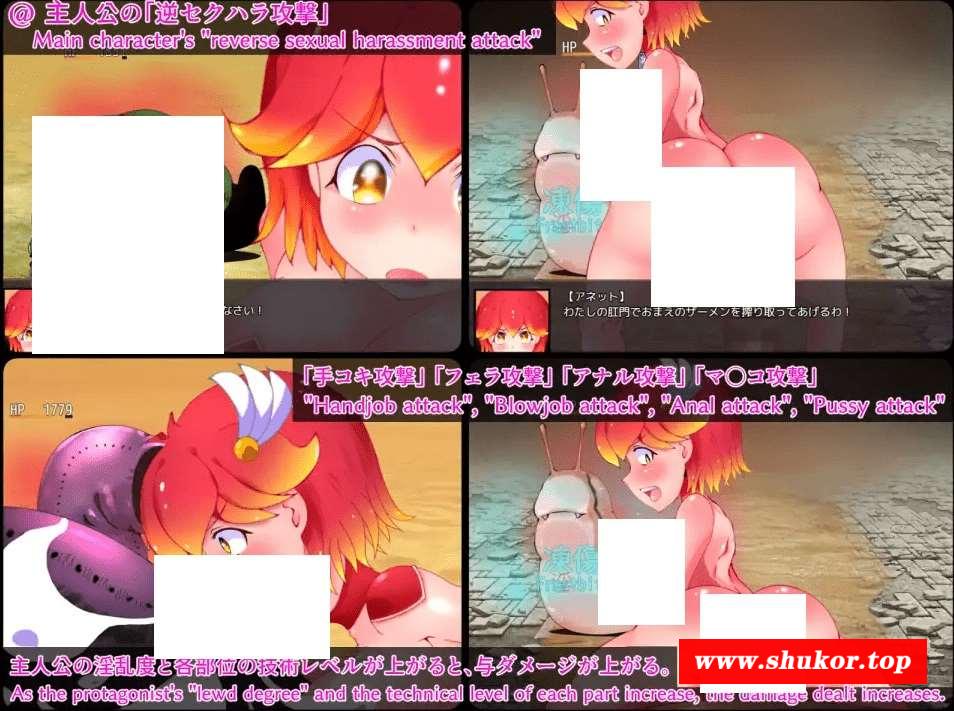 @ 主人公の「逆セクハラ攻撃」
Main character's "reverse sexual harassment attack"
HP
凍傷
Frostbite
なさい！
【アネット】
わたしの肛門でおまえのザーメンを搾り取ってあげるわ！
「手コキ攻撃」「フェラ攻撃」「アナル攻撃」「マ〇コ攻撃」
"Handjob attack", "Blowjob attack", "Anal attack", "Pussy attack"
HP 1779
凍傷
主人公の淫乱度と各部位の技術レベルが上がると、与ダメージが上がる。
www.shukor.top
As the protagonist's "lewd degree" and the technical level of each part increase, the damage dealt increases.